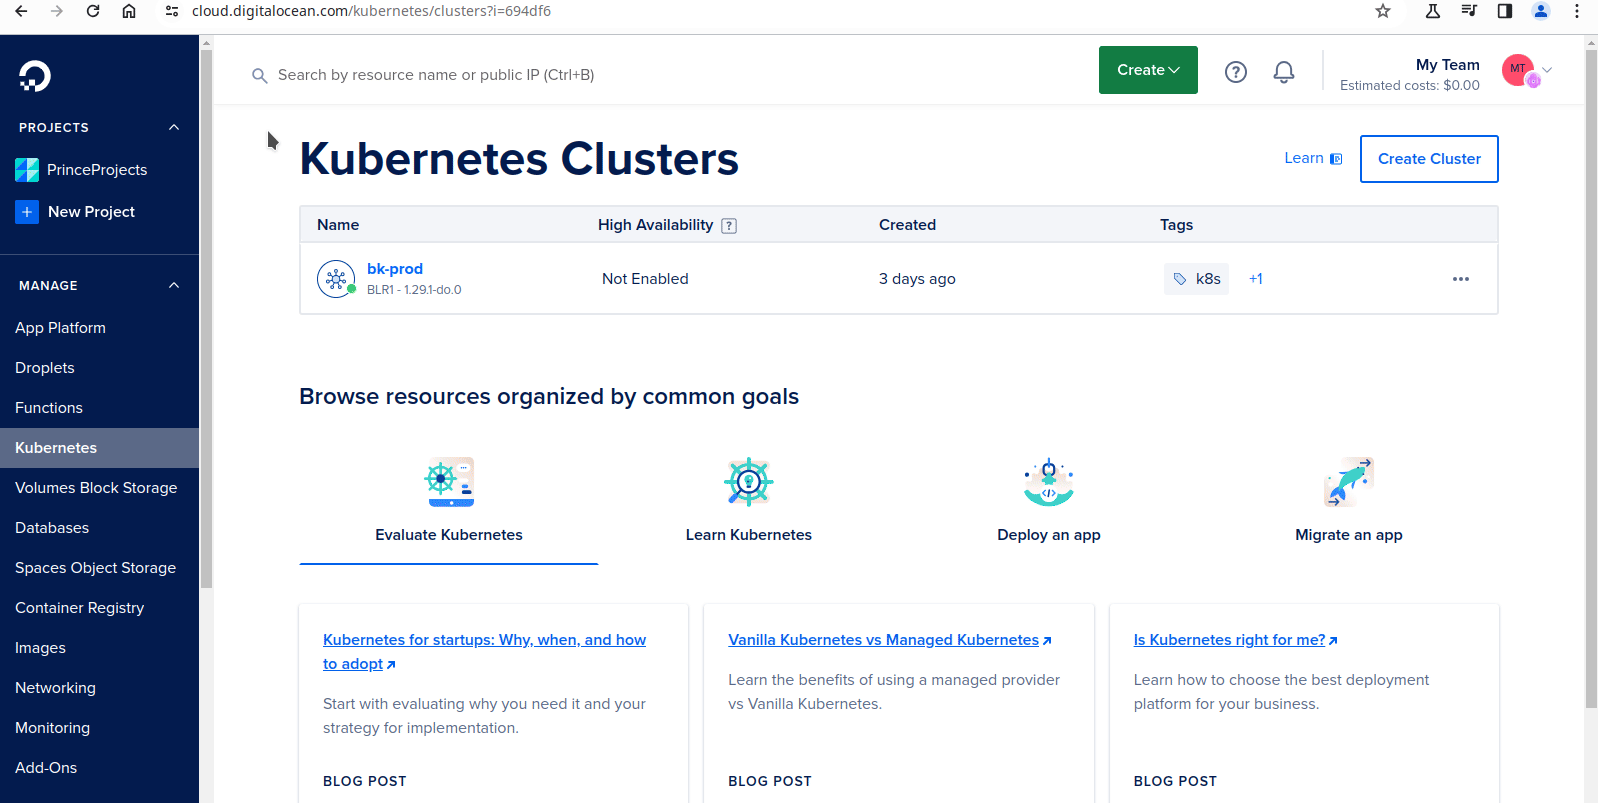 cloud.digitalocean.com/kubernetes/clusters?i=694df6
Search by resource name or public IP (Ctrl+B)
Create
My Team
Estimated costs: $0.00
MT
PROJECTS
PrinceProjects
New Project
MANAGE
App Platform
Droplets
Functions
Kubernetes
Volumes Block Storage
Databases
Spaces Object Storage
Container Registry
Images
Networking
Monitoring
Add-Ons
Kubernetes Clusters
Learn
Create Cluster
Name High Availability ? Created Tags
bk-prod
BLR1 - 1.29.1-do.0
Not Enabled
3 days ago
k8s +1
Browse resources organized by common goals
Evaluate Kubernetes
Learn Kubernetes
Deploy an app
Migrate an app
Kubernetes for startups: Why, when, and how
to adopt
Start with evaluating why you need it and your
strategy for implementation.
BLOG POST
Vanilla Kubernetes vs Managed Kubernetes
Learn the benefits of using a managed provider
vs Vanilla Kubernetes.
BLOG POST
Is Kubernetes right for me?
Learn how to choose the best deployment
platform for your business.
BLOG POST